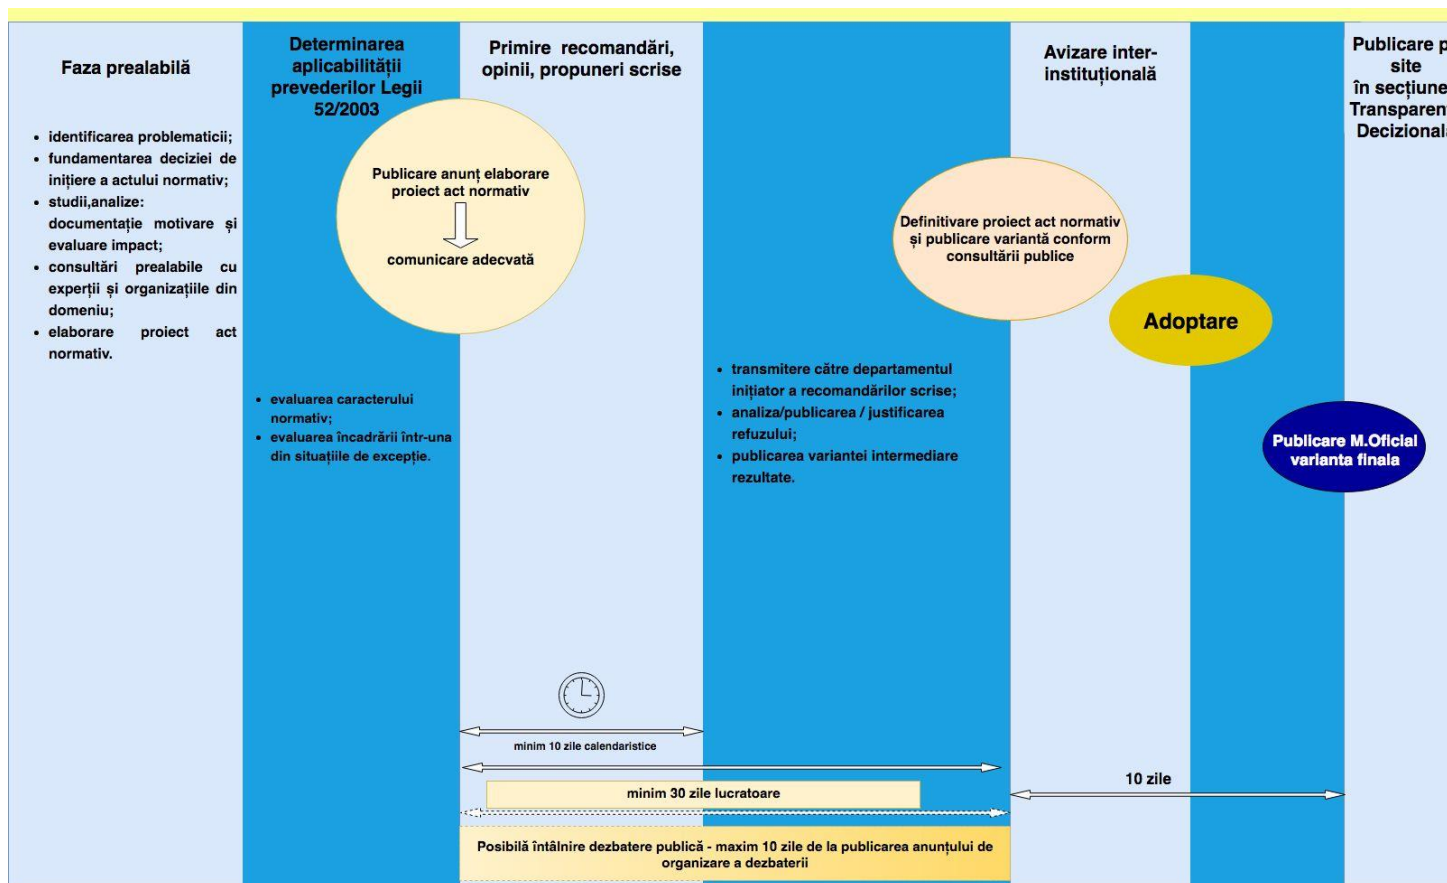 Faza prealabilă
identificarea problematicii;
fundamentarea deciziei de
inițiere a actului normativ;
studii,analize:
documentație motivare și
evaluare impact;
consultări prealabile cu
experții și organizațiile din
domeniu;
elaborare proiect act
normativ.
Determinarea
aplicabilității
prevederilor Legii
52/2003
evaluarea caracterului
normativ;
evaluarea încadrării într-una
din situațiile de excepție.
Primire recomandări,
opinii, propuneri scrise
Publicare anunț elaborare
proiect act normativ
comunicare adecvată
transmitere către departamentul
inițiator a recomandărilor scrise;
analiza/publicarea / justificarea
refuzului;
publicarea variantei intermediare
rezultate.
Avizare inter-
instituțională
Definitivare proiect act normativ
și publicare variantă conform
consultării publice
Adoptare
Publicare M.Oficial
varianta finala
Publicare p
site
în secțiune
Transparenț
Decizional
minim 10 zile calendaristice
minim 30 zile lucratoare
10 zile
Posibilă întâlnire dezbatere publică - maxim 10 zile de la publicarea anunțului de
organizare a dezbaterii